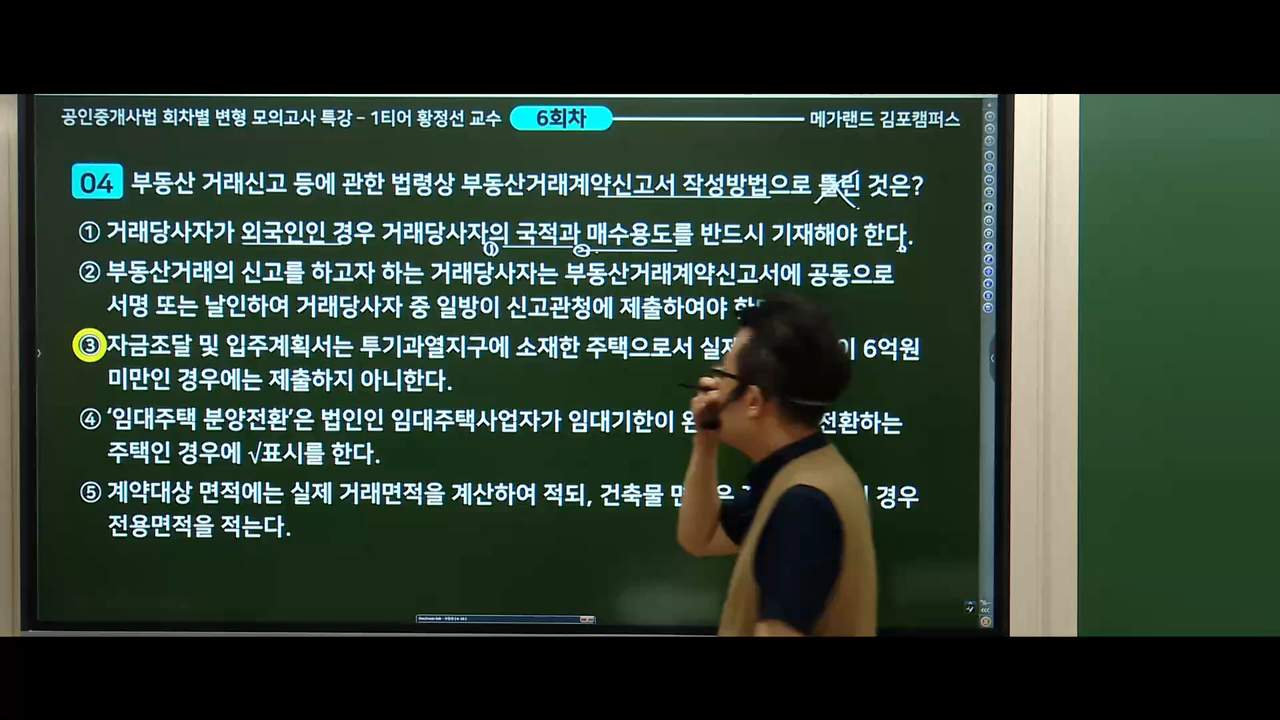 공인중개사법 회차별 변형 모의고사 특강 – 1티어 황정선 교수 6회차 메가랜드 김포캠퍼스
04 부동산 거래신고 등에 관한 법령상 부동산거래계약신고서 작성방법으로 틀린 것은?
① 거래당사자가 외국인인 경우 거래당사자의 국적과 매수용도를 반드시 기재해야 한다.
① ②
② 부동산거래의 신고를 하고자 하는 거래당사자는 부동산거래계약신고서에 공동으로
서명 또는 날인하여 거래당사자 중 일방이 신고관청에 제출하여야
③ 자금조달 및 입주계획서는 투기과열지구에 소재한 주택으로서 6억원
미만인 경우에는 제출하지 아니한다.
④ ‘임대주택 분양전환’은 법인인 임대주택사업자가 임대기한이 전환하는
주택인 경우에 √표시를 한다.
⑤ 계약대상 면적에는 실제 거래면적을 계산하여 적되, 건축물 경우
전용면적을 적는다.